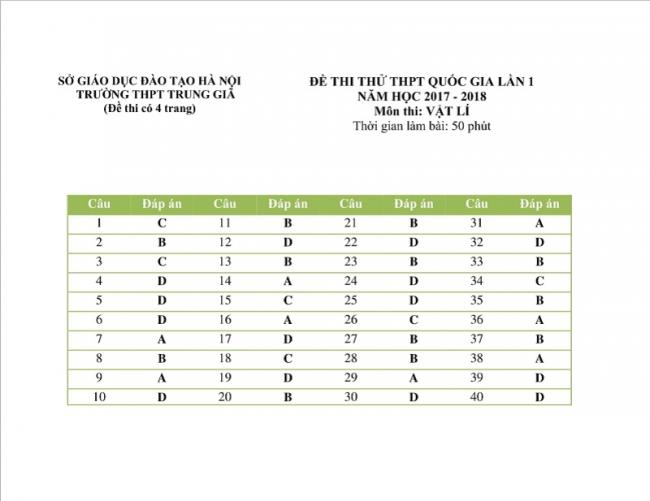 SỞ GIÁO DỤC ĐÀO TẠO HÀ NỘI
TRƯỜNG THPT TRUNG GIÃ
(Đề thi có 4 trang)
ĐỀ THI THỬ THPT QUỐC GIA LẦN 1
NĂM HỌC 2017 - 2018
Môn thi: VẬT LÍ
Thời gian làm bài: 50 phút
Câu Đáp án Câu Đáp án Câu Đáp án Câu Đáp án
1 C 11 B 21 B 31 A
2 B 12 D 22 D 32 D
3 C 13 B 23 B 33 B
4 D 14 A 24 D 34 C
5 D 15 C 25 D 35 B
6 D 16 A 26 C 36 A
7 A 17 D 27 B 37 B
8 B 18 C 28 B 38 A
9 A 19 D 29 A 39 D
10 D 20 B 30 D 40 D